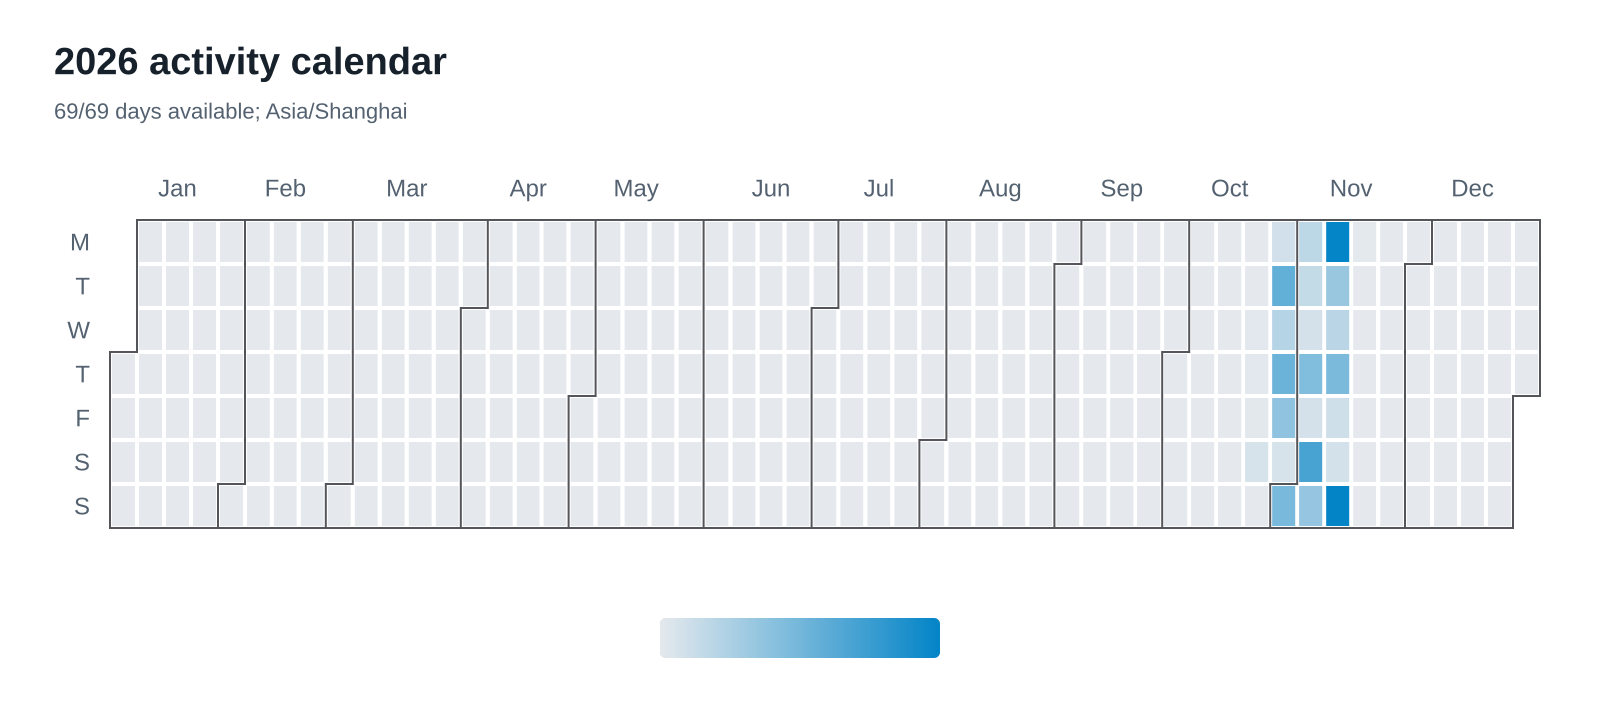 2026 activity calendar
69/69 days available; Asia/Shanghai
Jan Feb Mar Apr May Jun Jul Aug Sep Oct Nov Dec
M
T
W
T
F
S
S